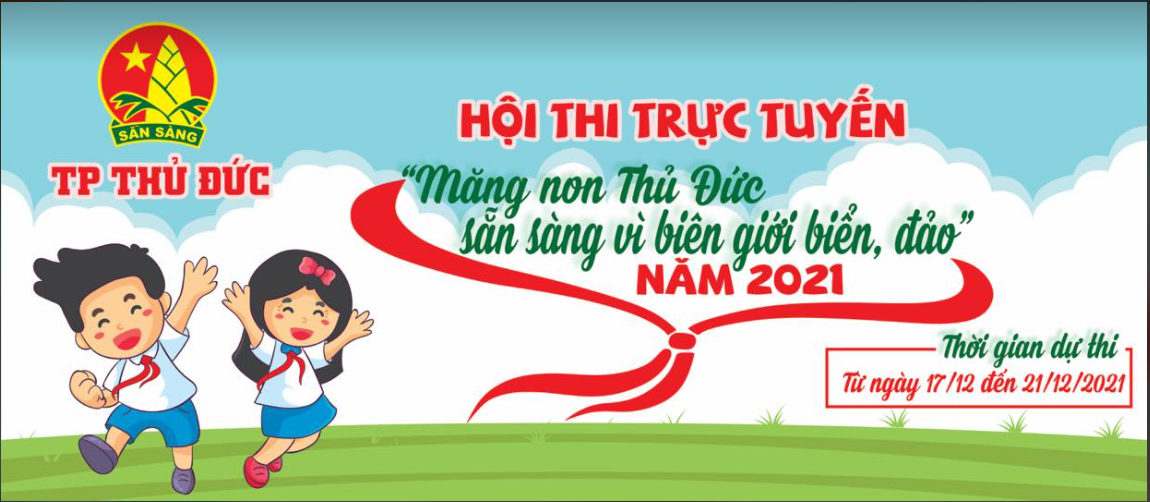 SẴN SÀNG
TP THỦ ĐỨC
HỘI THI TRỰC TUYẾN
“Măng non Thủ Đức
sẵn sàng vì biên giới biển, đảo”
NĂM 2021
Thời gian dự thi
Từ ngày 17/12 đến 21/12/2021